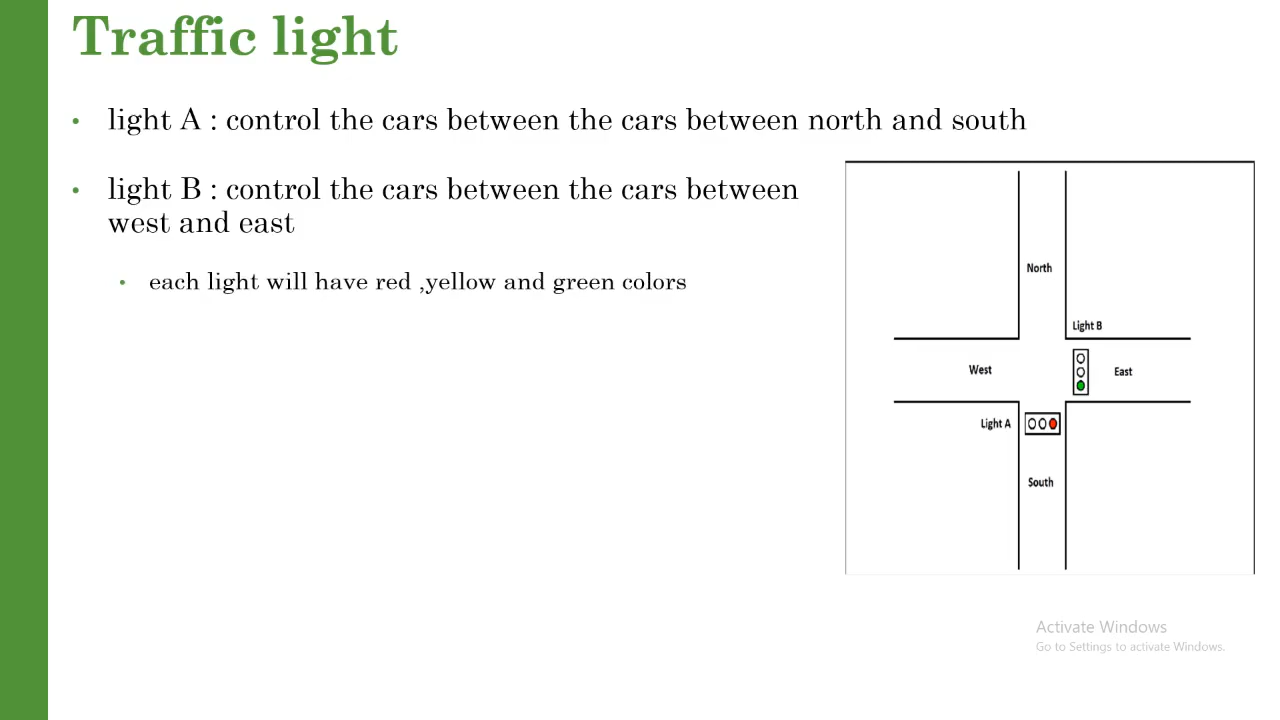 Traffic light
• light A : control the cars between the cars between north and south
• light B : control the cars between the cars between
west and east
• each light will have red ,yellow and green colors
North
Light B
West
East
Light A
South
Activate Windows
Go to Settings to activate Windows.